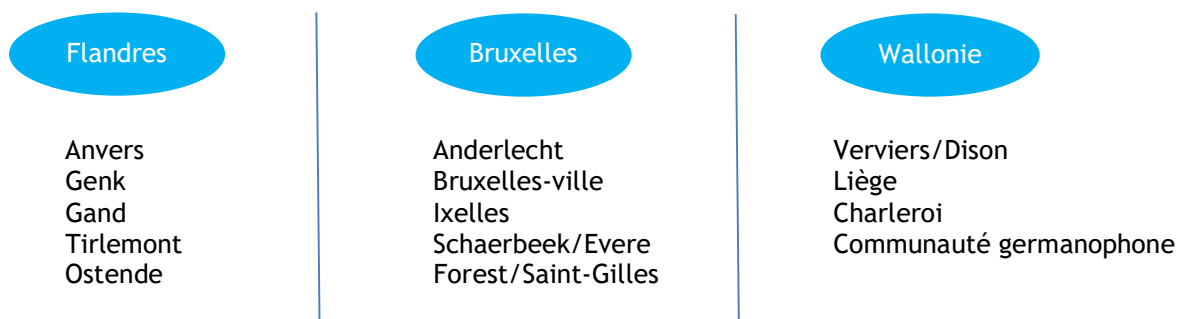 Flandres
Anvers
Genk
Gand
Tirlemont
Ostende
Bruxelles
Anderlecht
Bruxelles-ville
Ixelles
Schaerbeek/Evere
Forest/Saint-Gilles
Wallonie
Verviers/Dison
Liège
Charleroi
Communauté germanophone